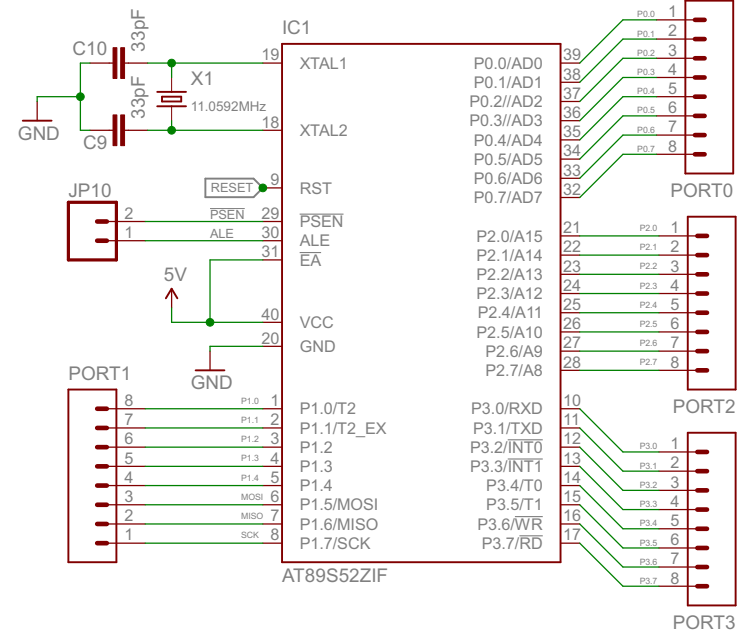 C10
33pF
X1
11.0592MHz
GND
33pF
C9
IC1
19 XTAL1
18 XTAL2
RESET 9 RST
JP10
2 PSEN 29 PSEN
1 ALE 30 ALE
31 EA
5V
40 VCC
20 GND
GND
PORT1
8 P1.0 1 P1.0/T2
7 P1.1 2 P1.1/T2_EX
6 P1.2 3 P1.2
5 P1.3 4 P1.3
4 P1.4 5 P1.4
3 MOSI 6 P1.5/MOSI
2 MISO 7 P1.6/MISO
1 SCK 8 P1.7/SCK
AT89S52ZIF
P0.0/AD0 39 P0.0 1
P0.1/AD1 38 P0.1 2
P0.2//AD2 37 P0.2 3
P0.3//AD3 36 P0.3 4
P0.4/AD4 35 P0.4 5
P0.5/AD5 34 P0.5 6
P0.6/AD6 33 P0.6 7
P0.7/AD7 32 P0.7 8
PORT0
P2.0/A15 21 P2.0 1
P2.1/A14 22 P2.1 2
P2.2/A13 23 P2.2 3
P2.3/A12 24 P2.3 4
P2.4/A11 25 P2.4 5
P2.5/A10 26 P2.5 6
P2.6/A9 27 P2.6 7
P2.7/A8 28 P2.7 8
PORT2
P3.0/RXD 10 P3.0 1
P3.1/TXD 11 P3.1 2
P3.2/INT0 12 P3.2 3
P3.3/INT1 13 P3.3 4
P3.4/T0 14 P3.4 5
P3.5/T1 15 P3.5 6
P3.6/WR 16 P3.6 7
P3.7/RD 17 P3.7 8
PORT3